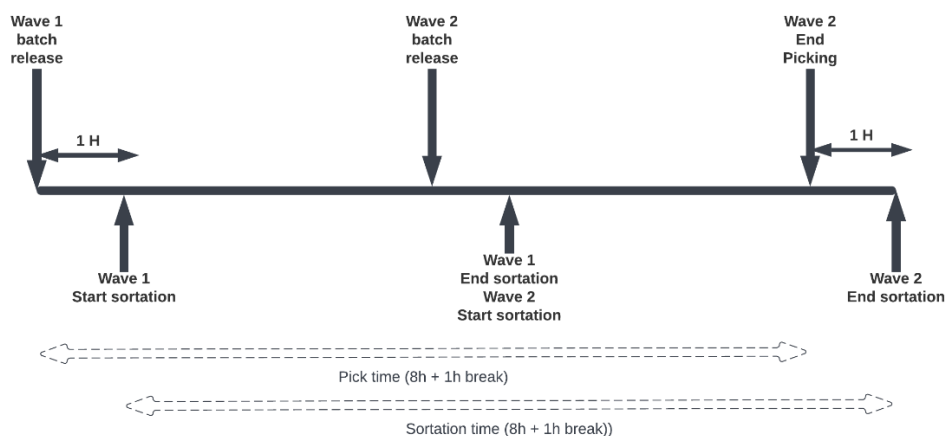 Wave 1
batch
release
Wave 2
batch
release
Wave 2
End
Picking
1 H
1 H
Wave 1
Start sortation
Wave 1
End sortation
Wave 2
Start sortation
Wave 2
End sortation
Pick time (8h + 1h break)
Sortation time (8h + 1h break))